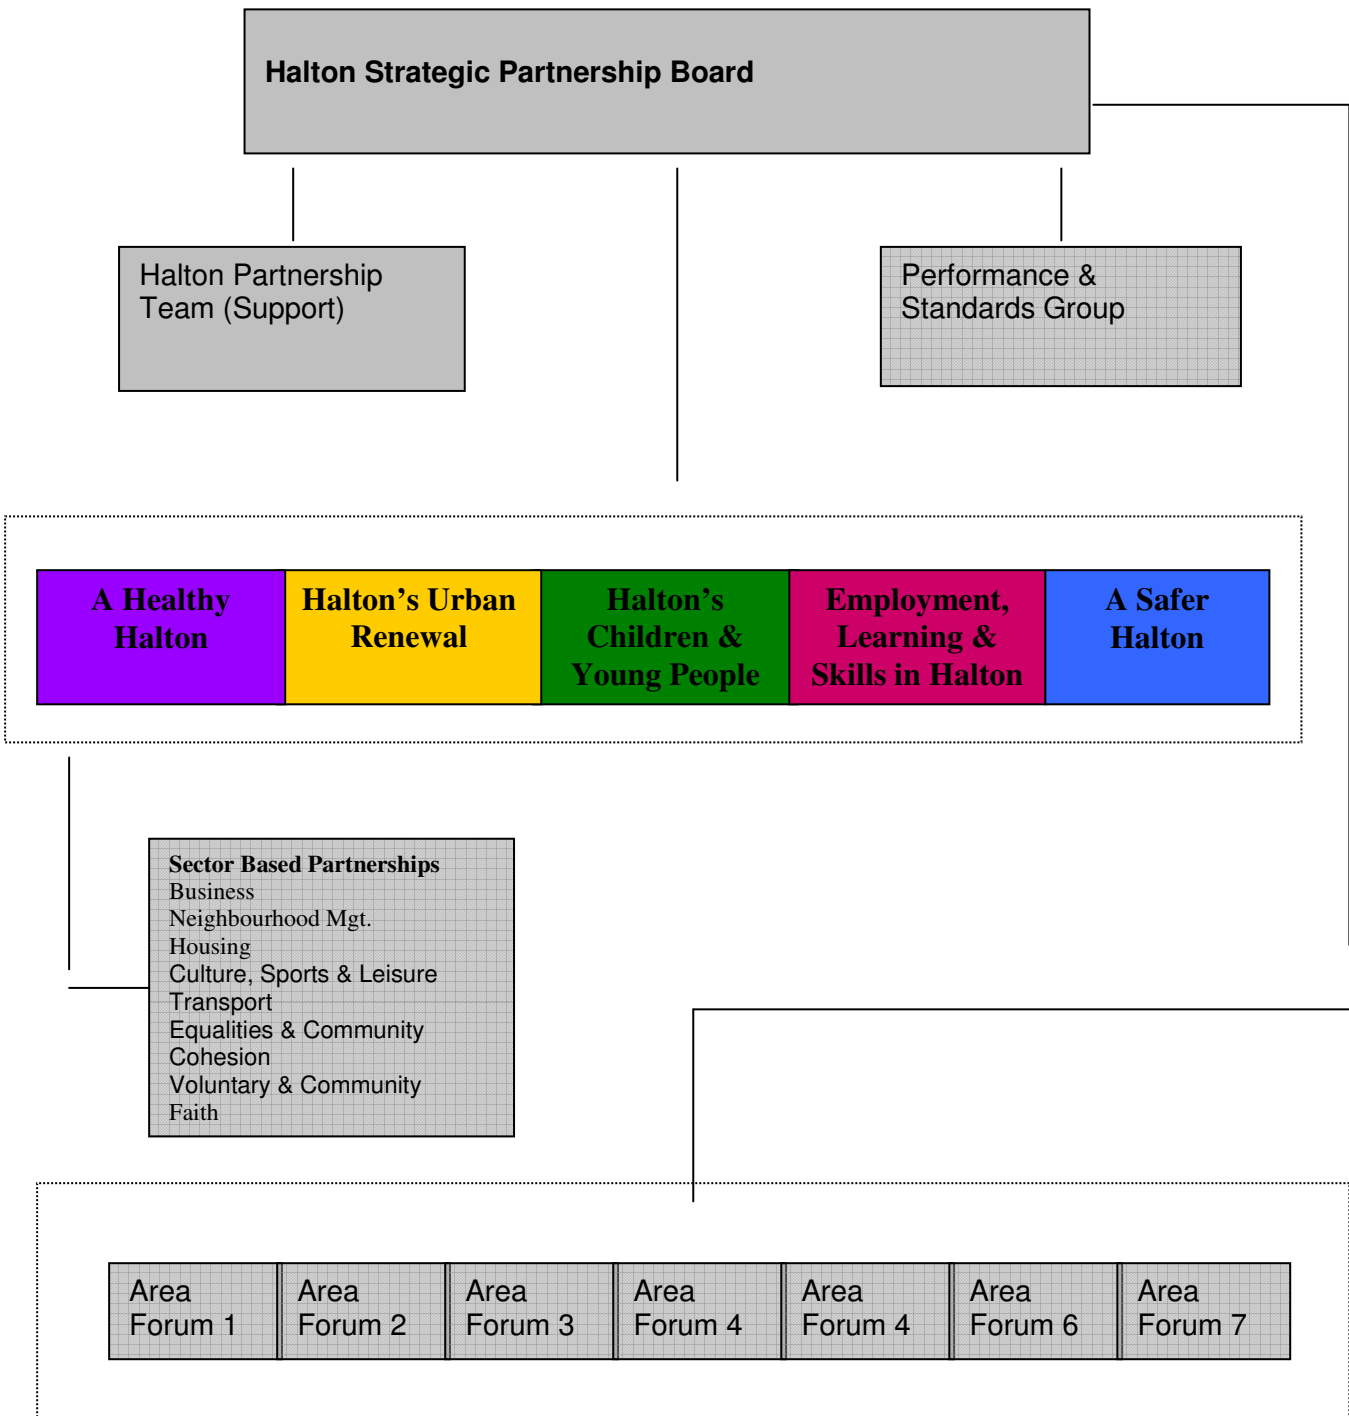 Halton Strategic Partnership Board
Halton Partnership
Team (Support)
Performance &
Standards Group
A Healthy
Halton
Halton’s Urban
Renewal
Halton’s
Children &
Young People
Employment,
Learning &
Skills in Halton
A Safer
Halton
Sector Based Partnerships
Business
Neighbourhood Mgt.
Housing
Culture, Sports & Leisure
Transport
Equalities & Community
Cohesion
Voluntary & Community
Faith
Area
Forum 1
Area
Forum 2
Area
Forum 3
Area
Forum 4
Area
Forum 4
Area
Forum 6
Area
Forum 7